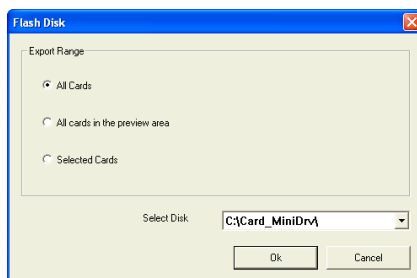 Flash Disk
Export Range
All Cards
All cards in the preview area
Selected Cards
Select Disk
C:\Card_MiniDrv\
Ok
Cancel